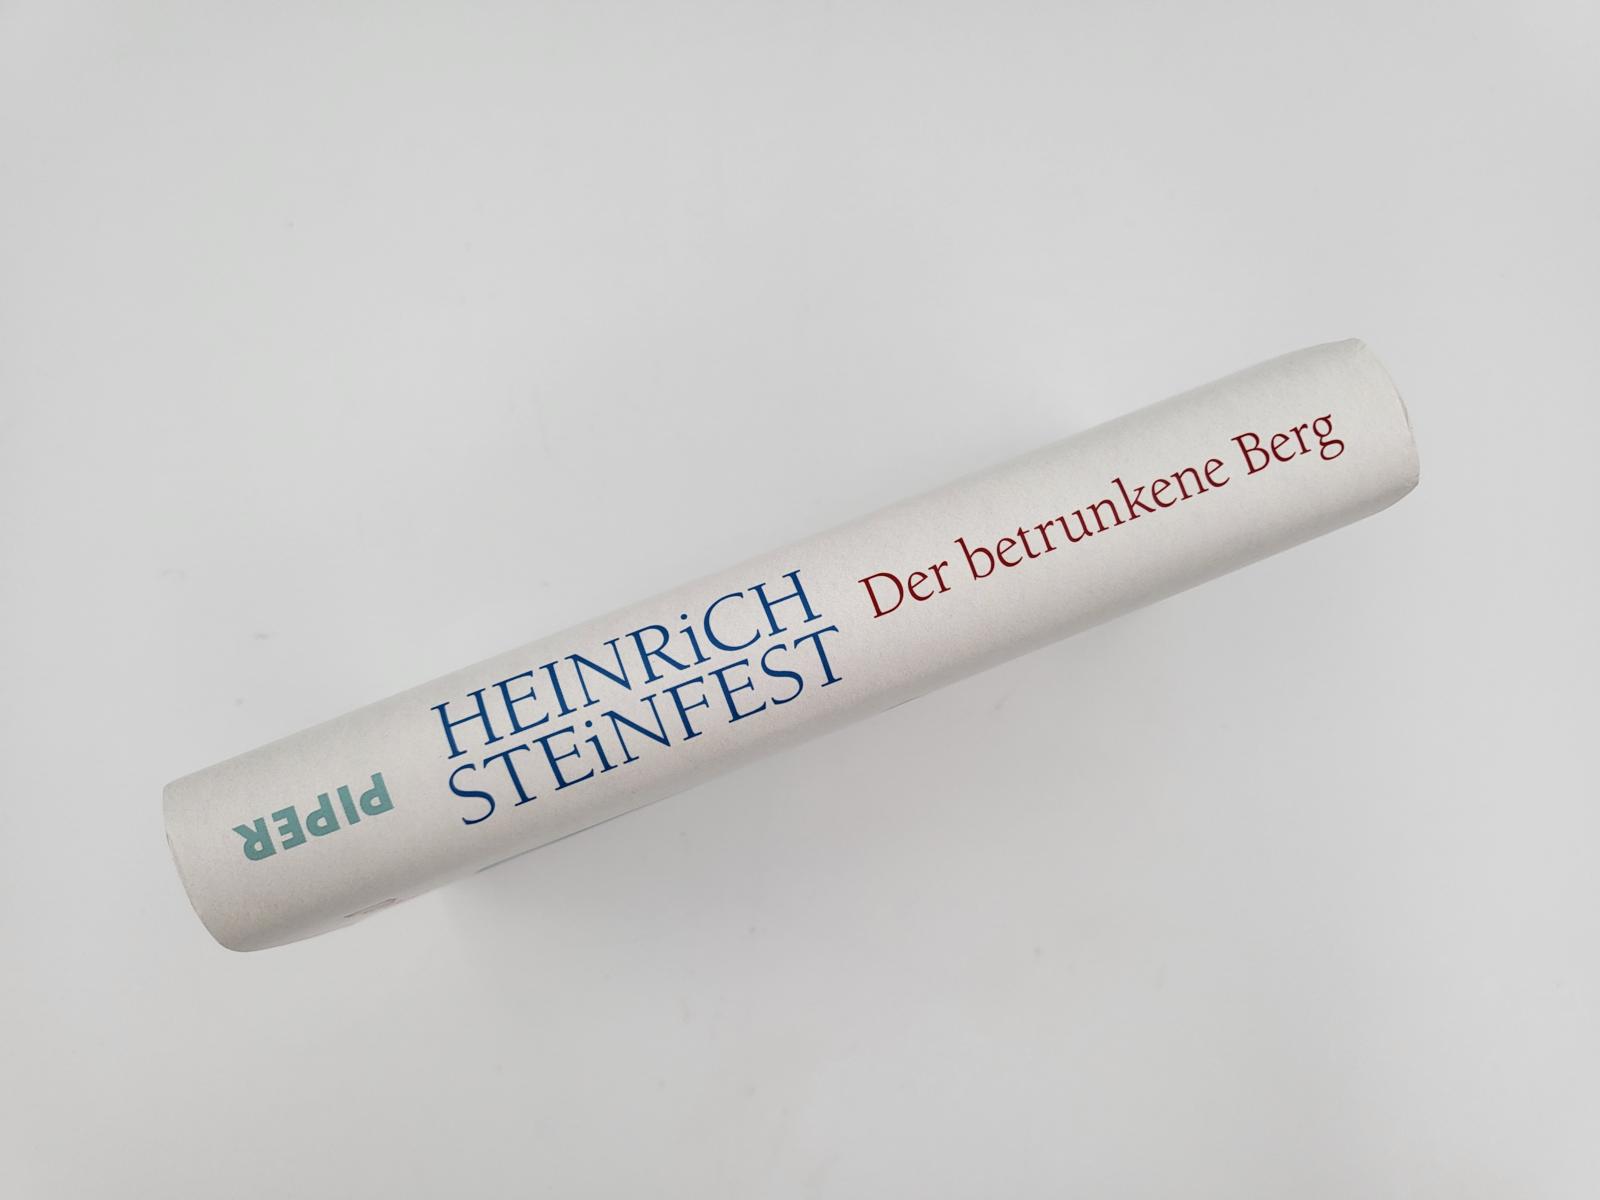 HEINRiCH
STEiNFEST
Der betrunkene Berg
PIPER